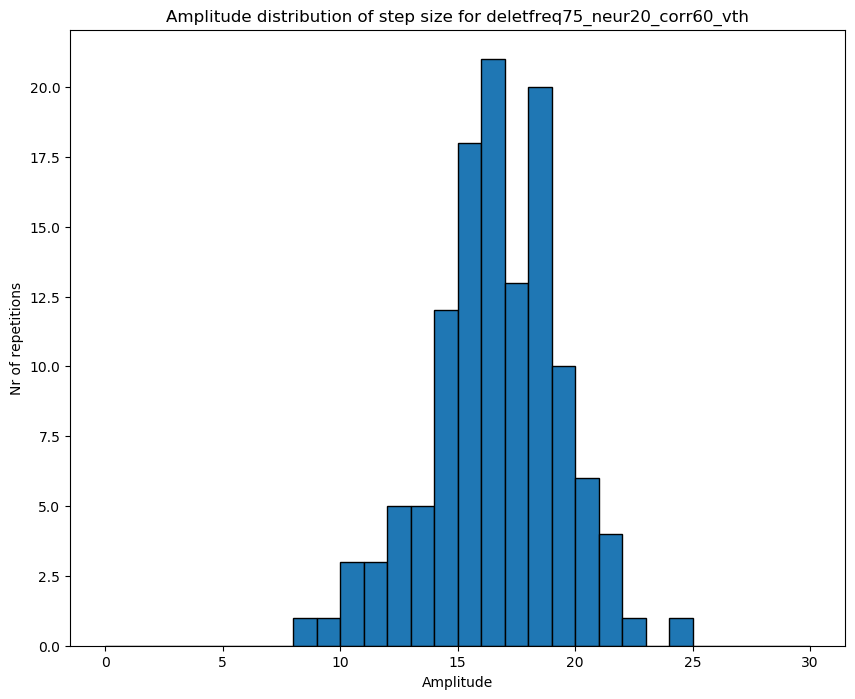 Amplitude distribution of step size for deletfreq75_neur20_corr60_vth
20.0
17.5
15.0
12.5
10.0
7.5
5.0
2.5
0.0
Nr of repetitions
0 5 10 15 20 25 30
Amplitude